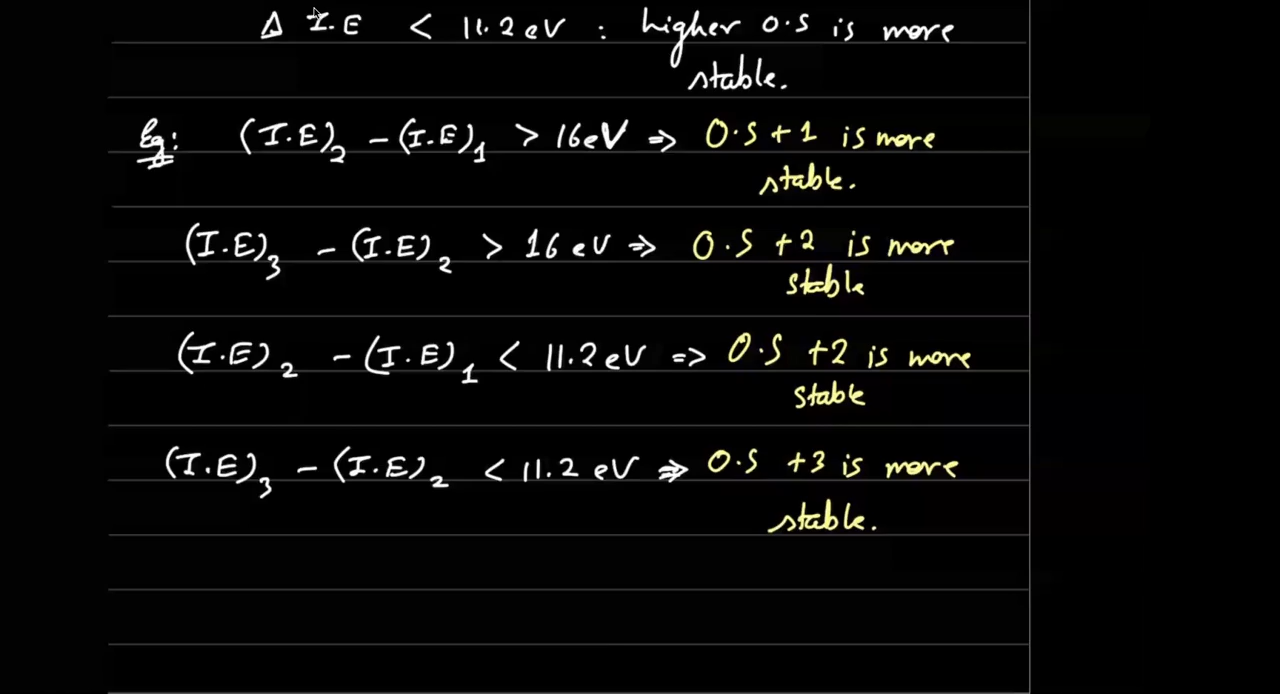 Δ I.E < 11.2 eV : higher O.S is more
stable.
Eg: (I.E)₂ - (I.E)₁ > 16eV ⇒ O.S + 1 is more
stable.
(I.E)₃ - (I.E)₂ > 16 eV ⇒ O.S +2 is more
stable
(I.E)₂ - (I.E)₁ < 11.2 eV ⇒ O.S +2 is more
stable
(I.E)₃ - (I.E)₂ < 11.2 eV ⇒ O.S +3 is more
stable.